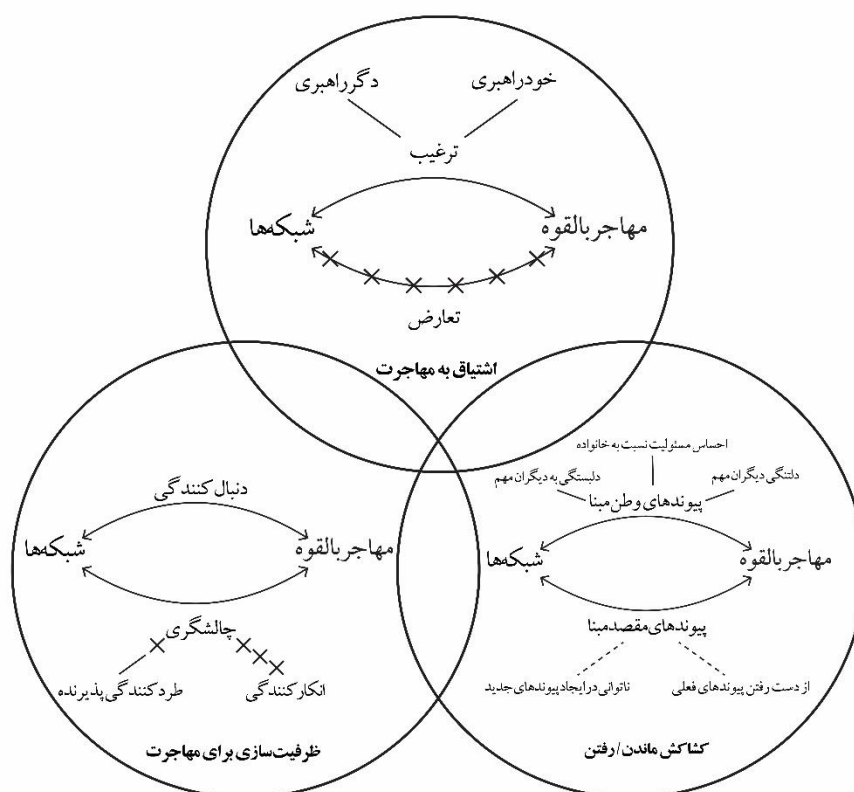 خودراهبری
دگرراهبری
ترغیب
مهاجر بالقوه
شبکه‌ها
تعارض
اشتیاق به مهاجرت
احساس مسئولیت نسبت به خانواده
دلتنگی دیگران مهم
دلبستگی به دیگران مهم
پیوندهای وطن مبنا
مهاجر بالقوه
شبکه‌ها
پیوندهای مقصد مبنا
از دست رفتن پیوندهای فعلی
ناتوانی در ایجاد پیوندهای جدید
کشاکش ماندن/رفتن
دنبال کنندگی
مهاجر بالقوه
شبکه‌ها
چالشگری
انکارکنندگی
طردکنندگی پذیرنده
ظرفیت‌سازی برای مهاجرت